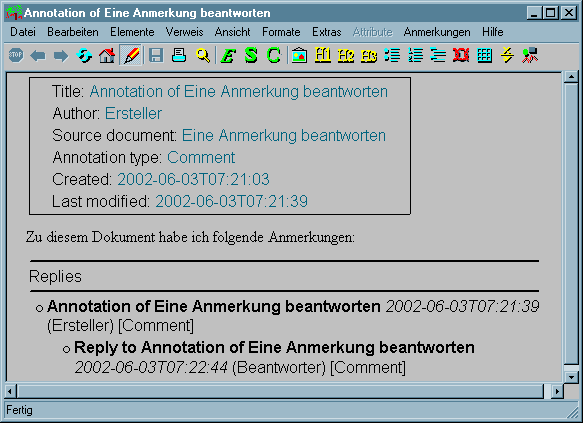 Annotation of Eine Anmerkung beantworten
Datei Bearbeiten Elemente Verweis Ansicht Formate Extras Attribute Anmerkungen Hilfe
STOP E S C H1 H2 H3
Title: Annotation of Eine Anmerkung beantworten
Author: Ersteller
Source document: Eine Anmerkung beantworten
Annotation type: Comment
Created: 2002-06-03T07:21:03
Last modified: 2002-06-03T07:21:39
Zu diesem Dokument habe ich folgende Anmerkungen:
Replies
Annotation of Eine Anmerkung beantworten 2002-06-03T07:21:39
(Ersteller) [Comment]
Reply to Annotation of Eine Anmerkung beantworten
2002-06-03T07:22:44 (Beantworter) [Comment]
Fertig